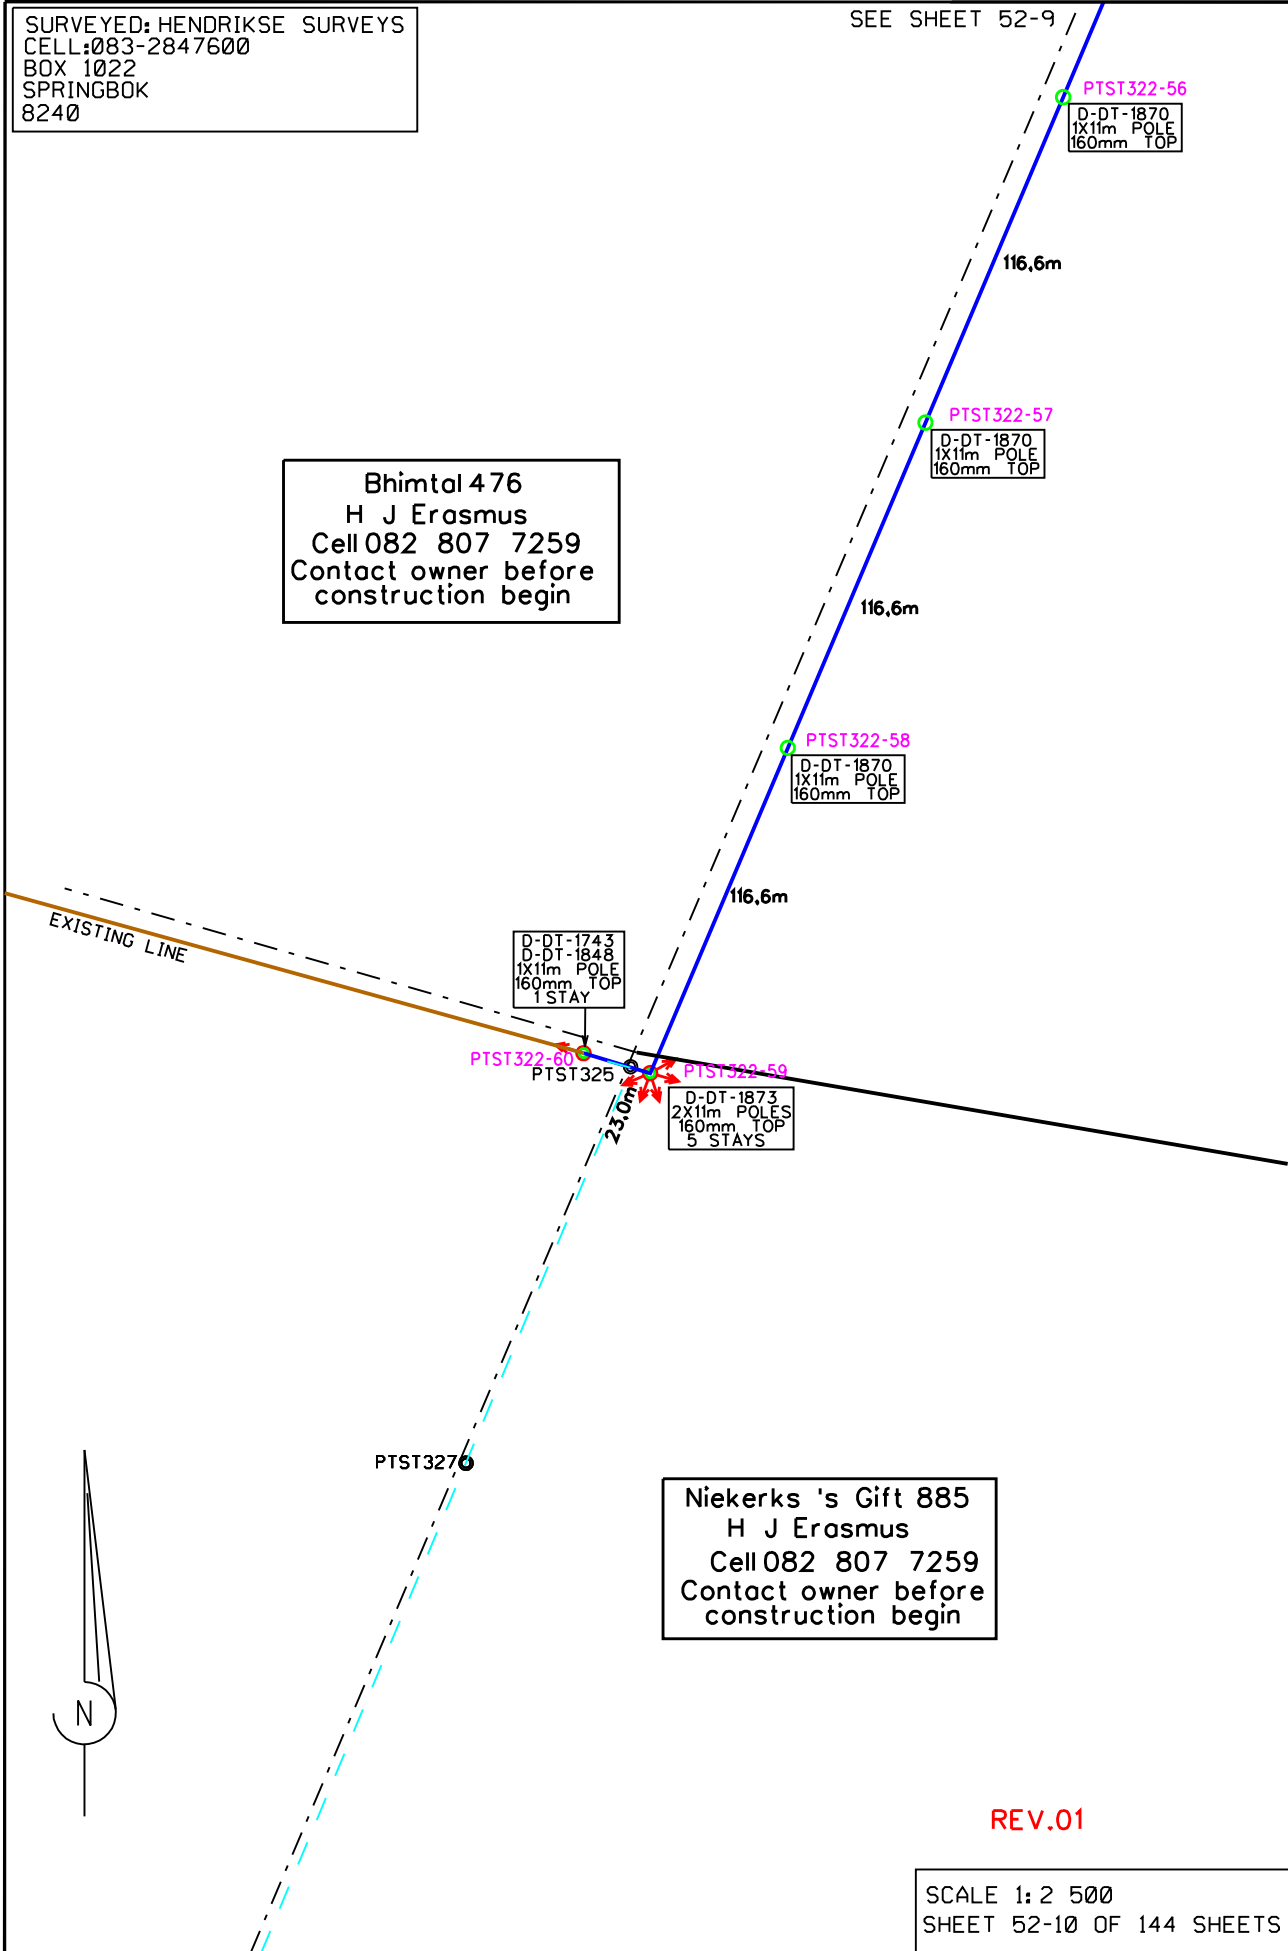 SURVEYED: HENDRIKSE SURVEYS
CELL:083-2847600
BOX 1022
SPRINGBOK
8240
SEE SHEET 52-9
PTST322-56
D-DT-1870
1X11m POLE
160mm TOP
116,6m
PTST322-57
D-DT-1870
1X11m POLE
160mm TOP
Bhimtal 476
H J Erasmus
Cell 082 807 7259
Contact owner before
construction begin
116,6m
PTST322-58
D-DT-1870
1X11m POLE
160mm TOP
116,6m
EXISTING LINE
D-DT-1743
D-DT-1848
1X11m POLE
160mm TOP
1 STAY
PTST322-60
PTST325
PTST322-59
23.0m
D-DT-1873
2X11m POLES
160mm TOP
5 STAYS
PTST327
Niekerks 's Gift 885
H J Erasmus
Cell 082 807 7259
Contact owner before
construction begin
N
REV.01
SCALE 1: 2 500
SHEET 52-10 OF 144 SHEETS